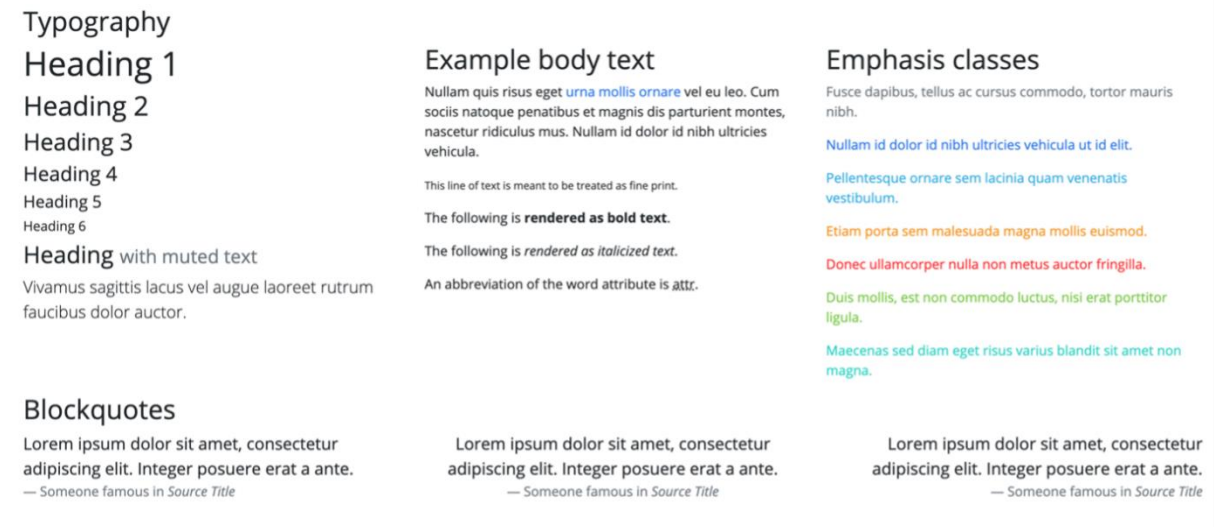 Typography
Heading 1
Heading 2
Heading 3
Heading 4
Heading 5
Heading 6
Heading with muted text
Vivamus sagittis lacus vel augue laoreet rutrum
faucibus dolor auctor.
Example body text
Nullam quis risus eget urna mollis ornare vel eu leo. Cum
sociis natoque penatibus et magnis dis parturient montes,
nascetur ridiculus mus. Nullam id dolor id nibh ultricies
vehicula.
This line of text is meant to be treated as fine print.
The following is rendered as bold text.
The following is rendered as italicized text.
An abbreviation of the word attribute is attr.
Emphasis classes
Fusce dapibus, tellus ac cursus commodo, tortor mauris
nibh.
Nullam id dolor id nibh ultricies vehicula ut id elit.
Pellentesque ornare sem lacinia quam venenatis
vestibulum.
Etiam porta sem malesuada magna mollis euismod.
Donec ullamcorper nulla non metus auctor fringilla.
Duis mollis, est non commodo luctus, nisi erat porttitor
ligula.
Maecenas sed diam eget risus varius blandit sit amet non
magna.
Blockquotes
Lorem ipsum dolor sit amet, consectetur
adipiscing elit. Integer posuere erat a ante.
— Someone famous in Source Title
Lorem ipsum dolor sit amet, consectetur
adipiscing elit. Integer posuere erat a ante.
— Someone famous in Source Title
Lorem ipsum dolor sit amet, consectetur
adipiscing elit. Integer posuere erat a ante.
— Someone famous in Source Title